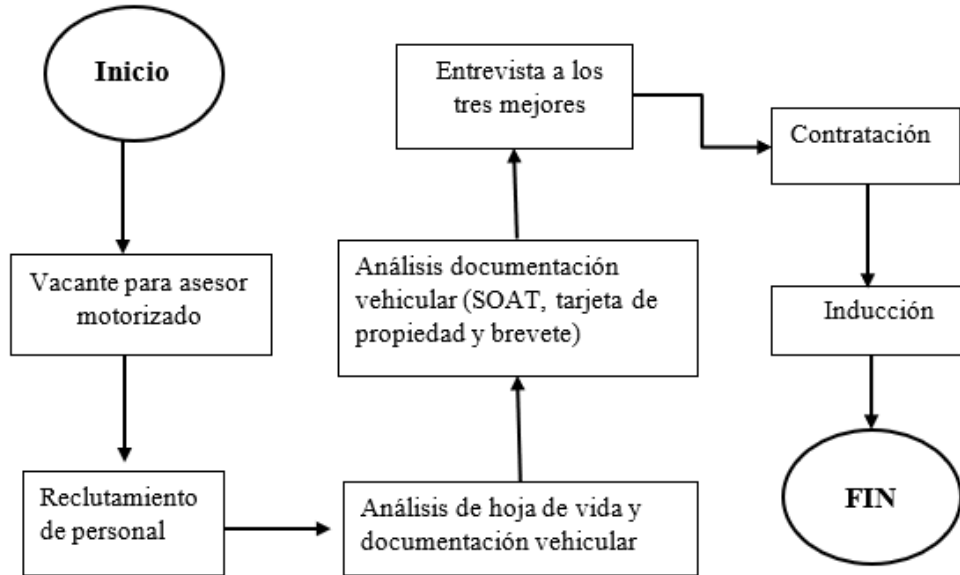 Inicio
Vacante para asesor
motorizado
Reclutamiento
de personal
Análisis de hoja de vida y
documentación vehicular
Análisis documentación
vehicular (SOAT, tarjeta de
propiedad y brevete)
Entrevista a los
tres mejores
Contratación
Inducción
FIN